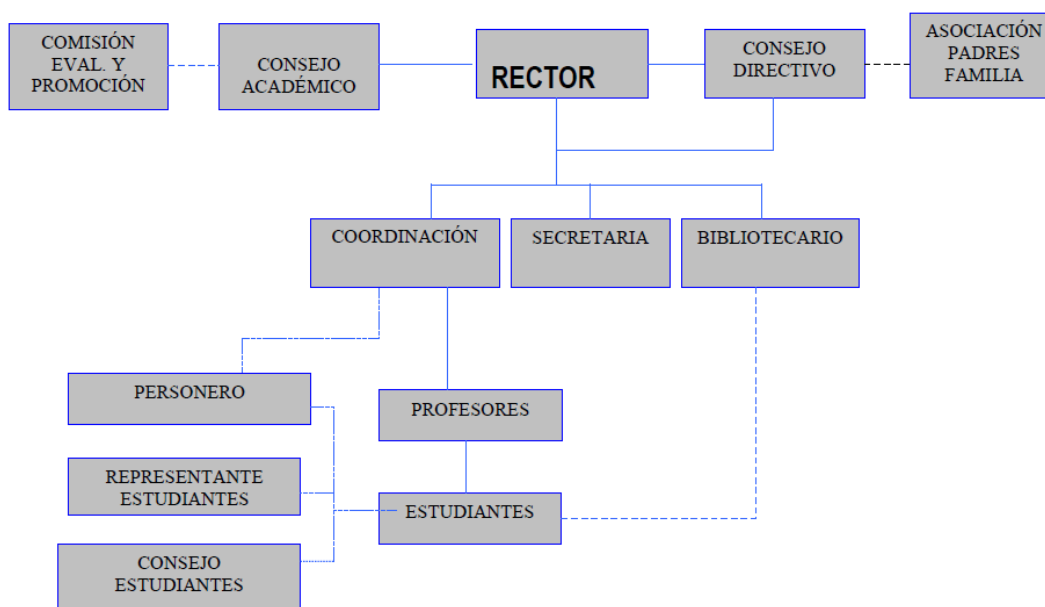 COMISIÓN
EVAL. Y
PROMOCIÓN
CONSEJO
ACADÉMICO
RECTOR
CONSEJO
DIRECTIVO
ASOCIACIÓN
PADRES
FAMILIA
COORDINACIÓN
SECRETARIA
BIBLIOTECARIO
PERSONERO
PROFESORES
REPRESENTANTE
ESTUDIANTES
ESTUDIANTES
CONSEJO
ESTUDIANTES